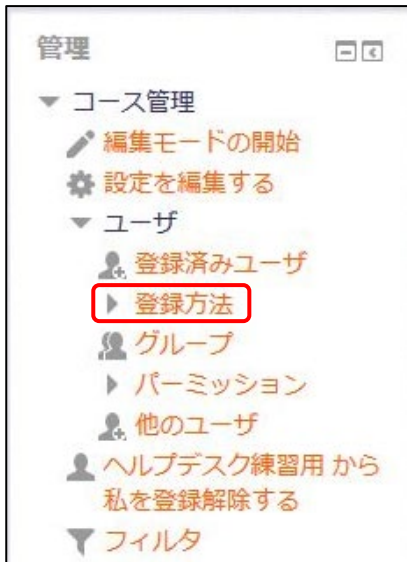 管理
コース管理
編集モードの開始
設定を編集する
ユーザ
登録済みユーザ
登録方法
グループ
パーミッション
他のユーザ
ヘルプデスク練習用 から
私を登録解除する
フィルタ